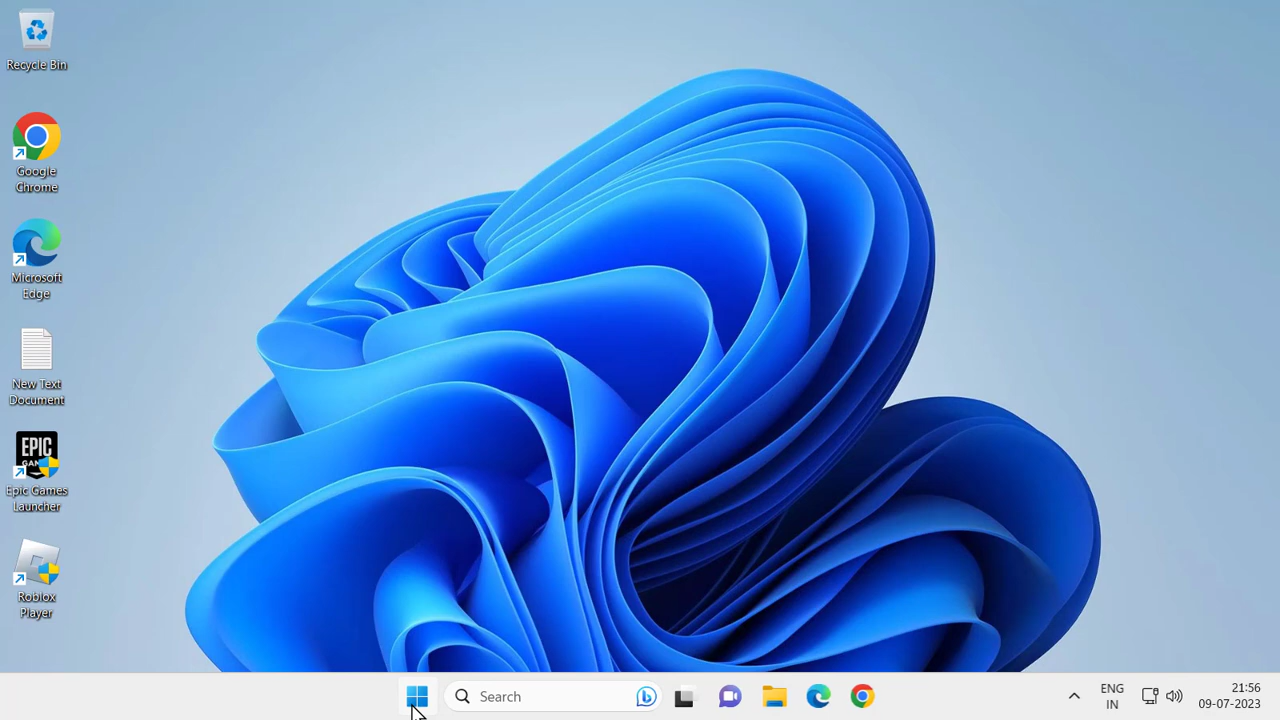 Recycle Bin
Google
Chrome
Microsoft
Edge
New Text
Document
EPIC
Epic Games
Launcher
Roblox
Player
Search
ENG
IN
21:56
09-07-2023